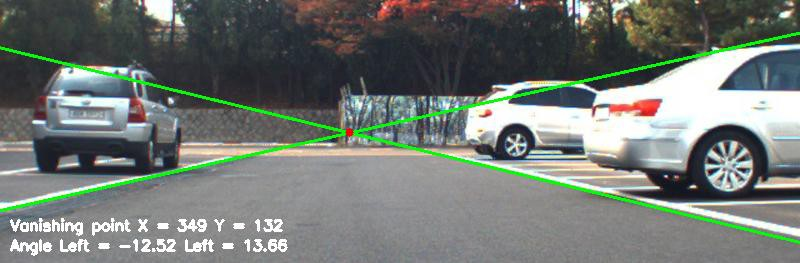 Vanishing point X = 349 Y = 132
Angle Left = -12.52 Left = 13.66